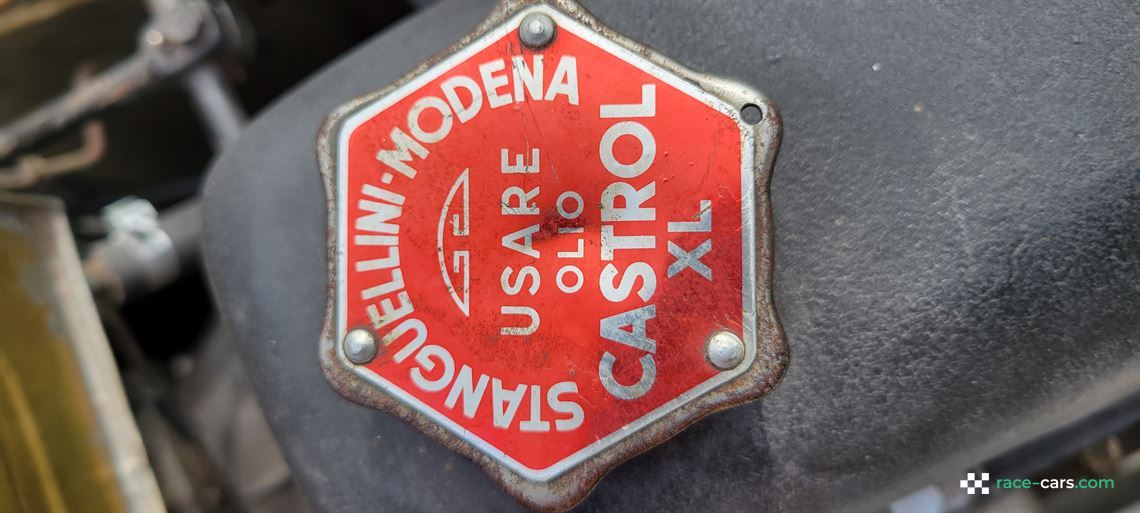 STANGUELLINI-MODENA
USARE
OLIO
CASTROL
XL
race-cars.com